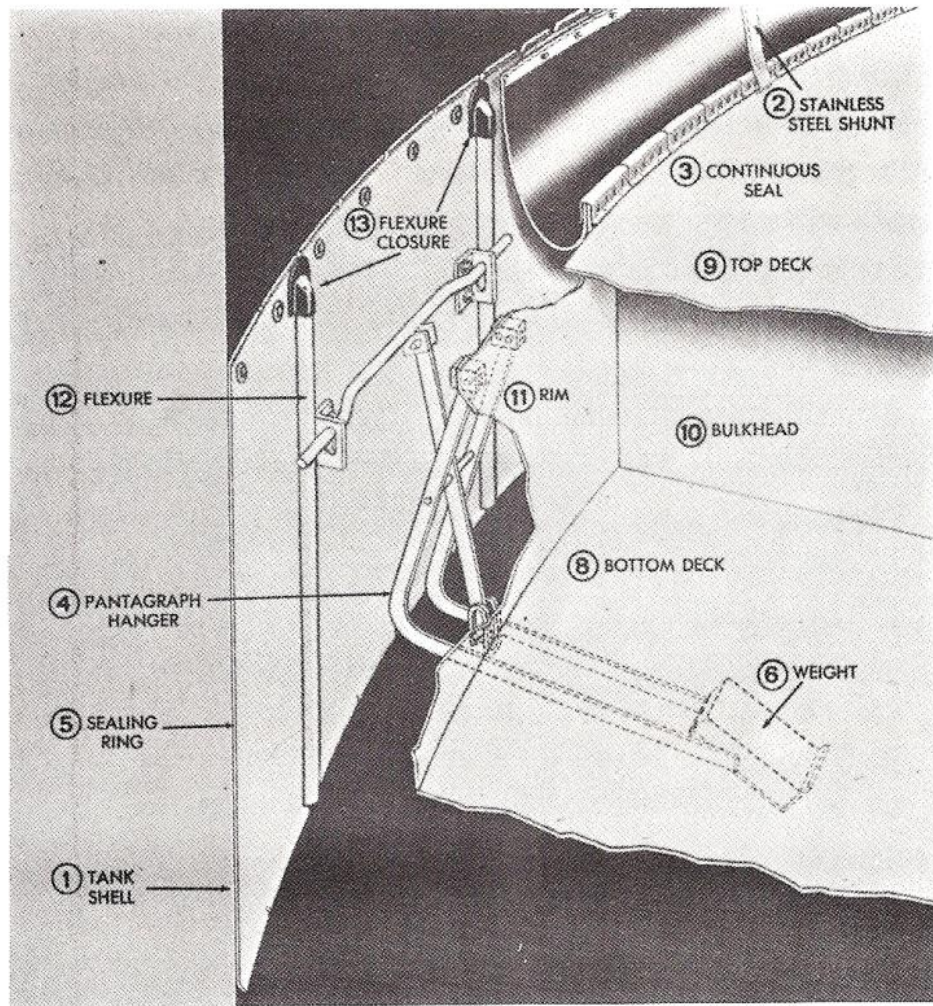 2 STAINLESS
STEEL SHUNT
3 CONTINUOUS
SEAL
13 FLEXURE
CLOSURE
9 TOP DECK
12 FLEXURE
11 RIM
10 BULKHEAD
8 BOTTOM DECK
4 PANTAGRAPH
HANGER
6 WEIGHT
5 SEALING
RING
1 TANK
SHELL